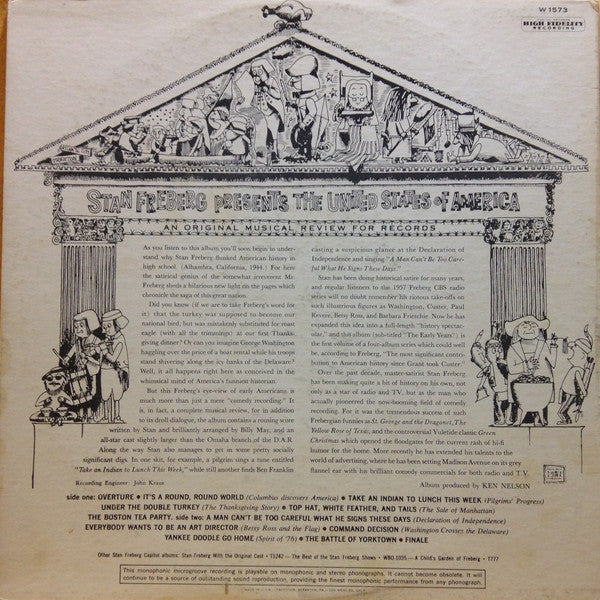 W 1573
HIGH FIDELITY
RECORDING
STAN FREBERG PRESENTS THE UNITED STATES OF AMERICA
AN ORIGINAL MUSICAL REVIEW FOR RECORDS
As you listen to this album you'll soon begin to under-
stand why Stan Freberg flunked American history in
high school. (Alhambra, California, 1944.) For here
the satirical genius of the somewhat irreverent Mr.
Freberg sheds a hilarious new light on the pages which
chronicle the saga of this great nation.
Did you know (if we are to take Freberg's word for
it) that the turkey was supposed to become our
national bird, but was mistakenly substituted for roast
eagle (with all the trimmings) at our first Thanks-
giving dinner? Or can you imagine George Washington
haggling over the price of a boat rental while his troops
stand shivering along the icy banks of the Delaware?
Well, it all happens right here as conceived in the
whimsical mind of America's funniest historian.
But this Freberg's eye-view of early Americans is
much more than just a mere "comedy recording." It
is, in fact, a complete musical review, for in addition
to its droll dialogue, the album contains a rousing score
written by Stan and brilliantly arranged by Billy May, and an
all-star cast slightly larger than the Omaha branch of the D.A.R.
Along the way Stan also manages to get in some pretty socially
significant digs. In one skit, for example, a pilgrim sings a tune entitled
"Take an Indian to Lunch This Week," while still another finds Ben Franklin
Recording Engineer: John Kraus
casting a suspicious glance at the Declaration of
Independence and singing "A Man Can't Be Too Care-
ful What He Signs These Days."
Stan has been doing historical satire for many years,
and regular listeners to the 1957 Freberg CBS radio
series will no doubt remember his riotous take-offs on
such illustrious figures as Washington, Custer, Paul
Revere, Betsy Ross, and Barbara Frietchie. Now he has
expanded this idea into a full-length "history spectac-
ular," and this album (sub-titled "The Early Years") is
the first volume of a four-album series which could well
be, according to Freberg, "The most significant contri-
bution to American history since Grant took Custer."
Over the past decade, master-satirist Stan Freberg
has been making quite a bit of history on his own, not
only as a star of radio and T.V. but as the man who
actually pioneered the now-booming field of comedy
recording. For it was the tremendous success of such
Frebergian funnies as St. George and the Dragonet, The
Yellow Rose of Texas, and the controversial Yuletide classic Green
Christmas which opened the floodgates for the current rash of hi-fi
humor for the home. More recently he has extended his talents to the
world of advertising, where he has been setting Madison Avenue on its grey
flannel ear with his brilliant comedy commercials for both radio and T.V.
Album produced by KEN NELSON
side one: OVERTURE • IT'S A ROUND, ROUND WORLD (Columbus discovers America) • TAKE AN INDIAN TO LUNCH THIS WEEK (Pilgrims' Progress)
UNDER THE DOUBLE TURKEY (The Thanksgiving Story) • TOP HAT, WHITE FEATHER, AND TAILS (The Sale of Manhattan)
THE BOSTON TEA PARTY side two: A MAN CAN'T BE TOO CAREFUL WHAT HE SIGNS THESE DAYS (Declaration of Independence)
EVERYBODY WANTS TO BE AN ART DIRECTOR (Betsy Ross and the Flag) • COMMAND DECISION (Washington Crosses the Delaware)
YANKEE DOODLE GO HOME (Spirit of '76) • THE BATTLE OF YORKTOWN • FINALE
Other Stan Freberg Capitol albums: Stan Freberg With the Original Cast • T1242 — The Best of the Stan Freberg Shows • WBO-1035 — A Child's Garden of Freberg • T777
This monophonic microgroove recording is playable on monophonic and stereo phonographs. It cannot become obsolete. It will
continue to be a source of outstanding sound reproduction, providing the finest monophonic performance from any phonograph.